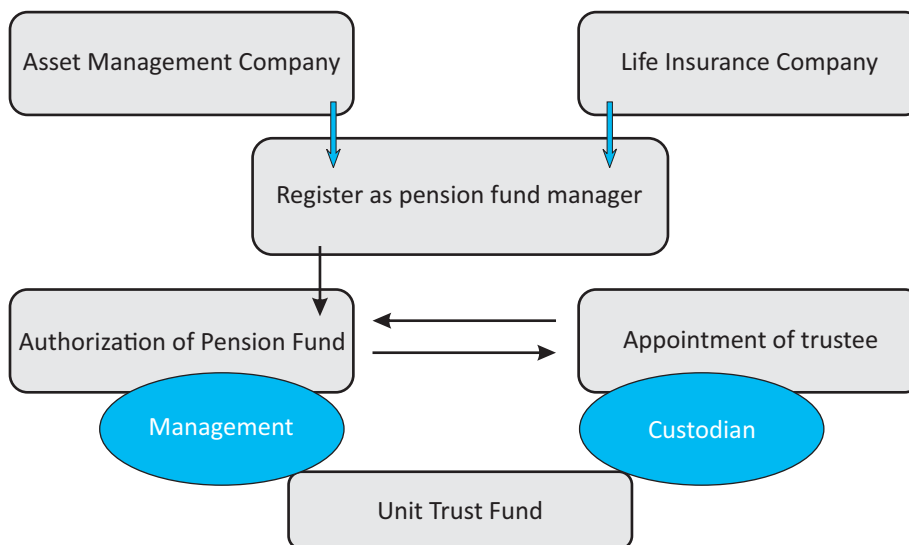 Asset Management Company
Life Insurance Company
Register as pension fund manager
Authorization of Pension Fund
Appointment of trustee
Management
Custodian
Unit Trust Fund